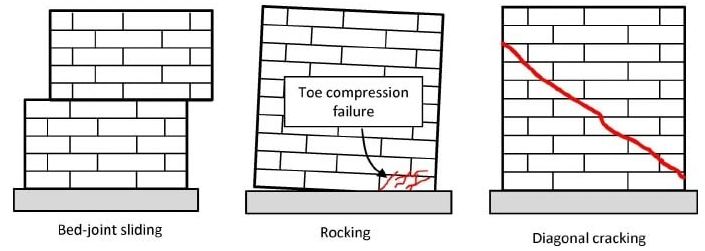 Toe compression
failure
Bed-joint sliding
Rocking
Diagonal cracking